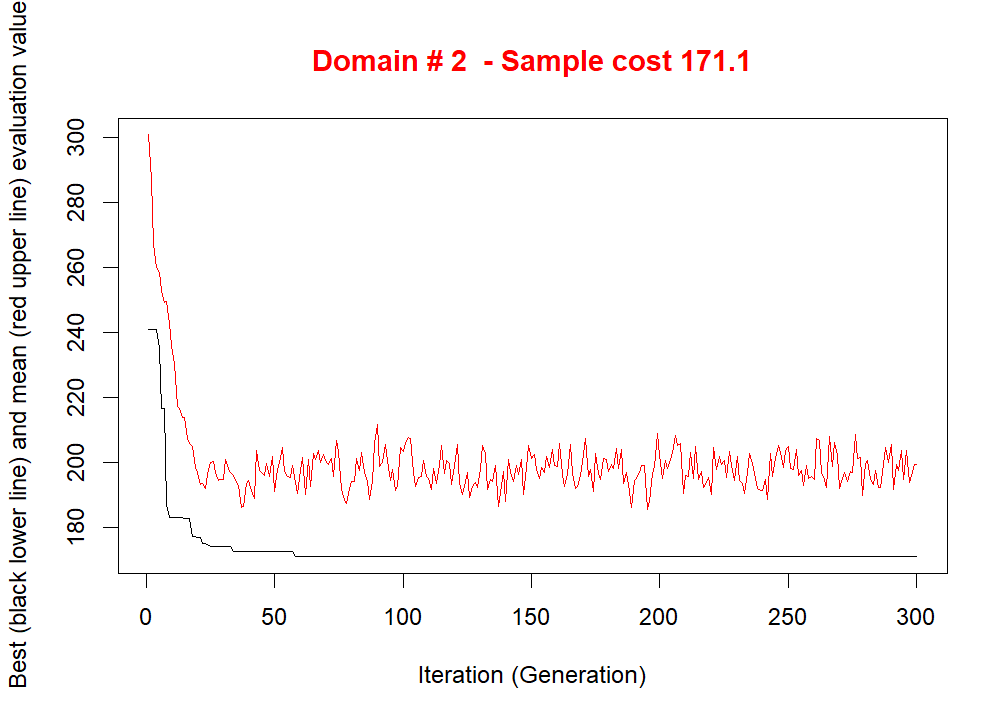 Domain # 2  - Sample cost 171.1
Best (black lower line) and mean (red upper line) evaluation value
300
280
260
240
220
200
180
0 50 100 150 200 250 300
Iteration (Generation)